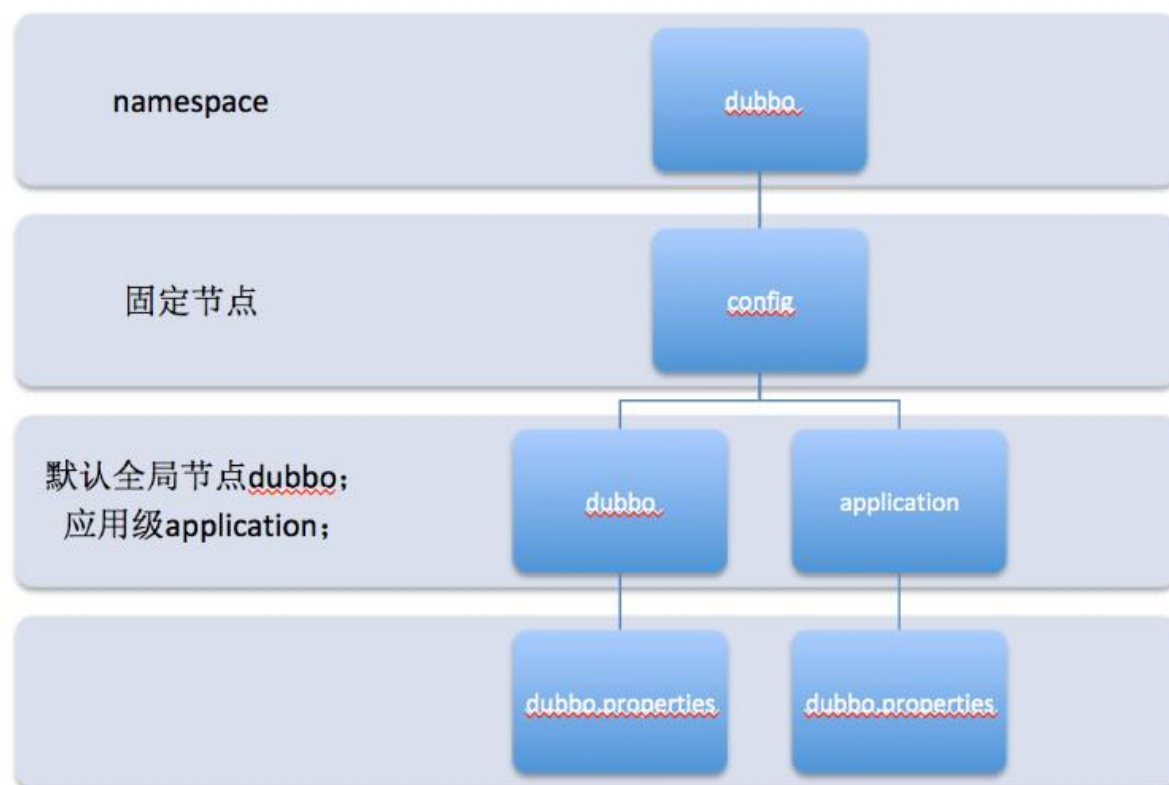 namespace
dubbo
固定节点
config
默认全局节点dubbo；
应用级application；
dubbo
application
dubbo.properties
dubbo.properties